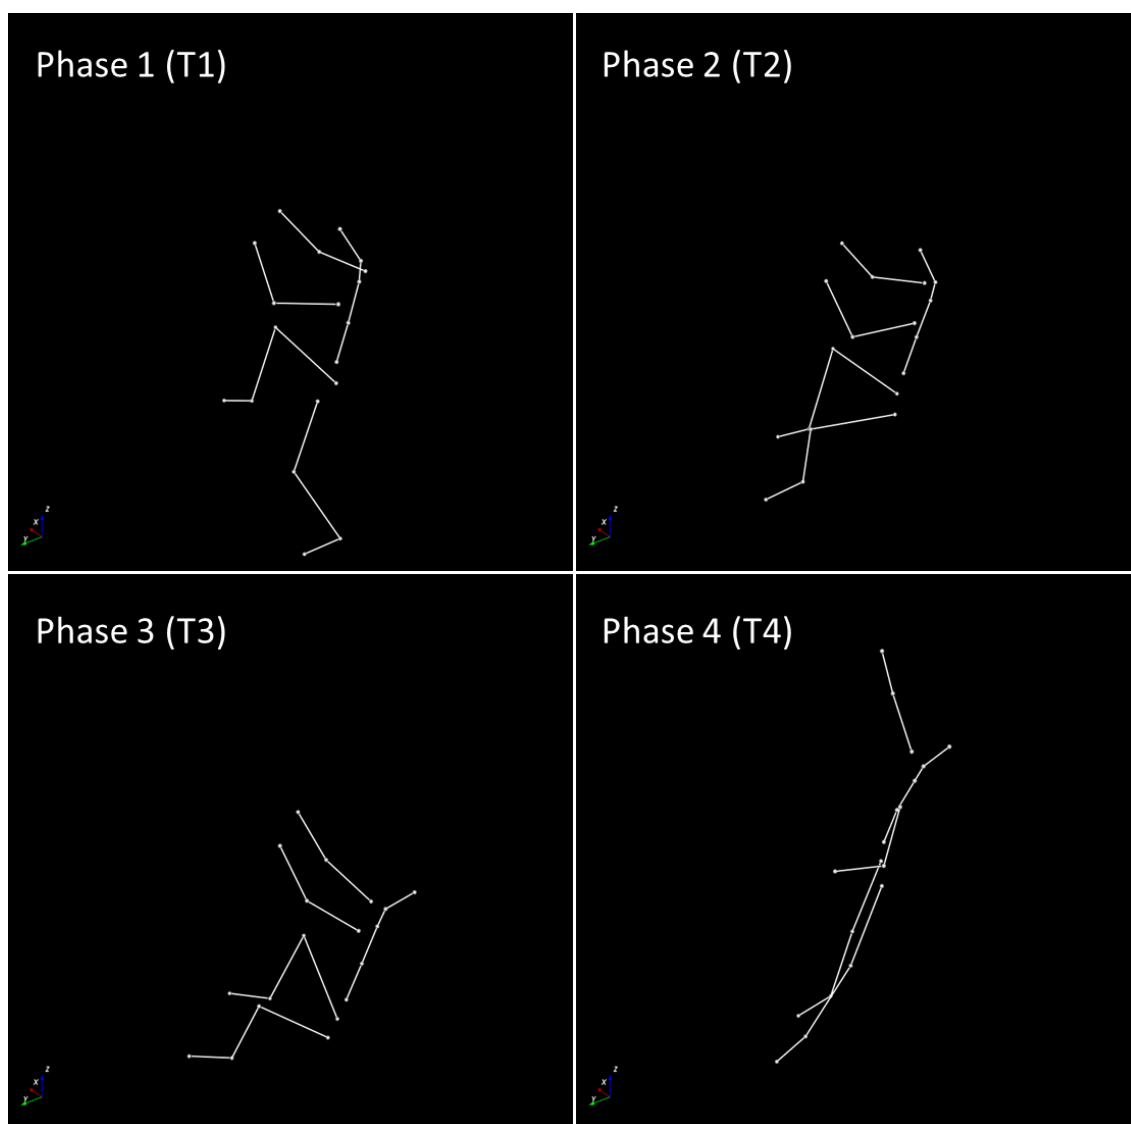 Phase 1 (T1)
z
x
y
Phase 2 (T2)
z
x
y
Phase 3 (T3)
z
x
y
Phase 4 (T4)
z
x
y